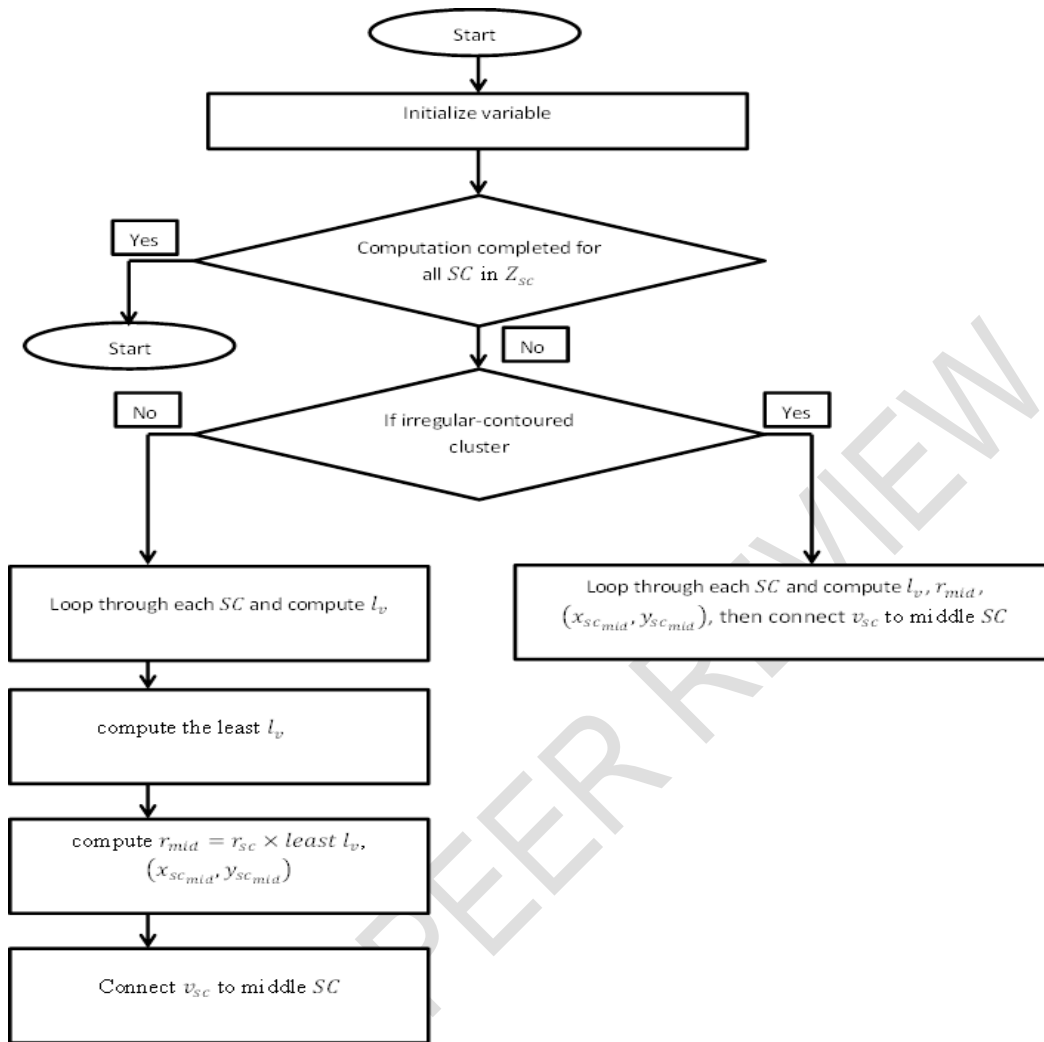 Start
Initialize variable
Yes
Computation completed for
all SC in Z_sc
Start
No
No
If irregular-contoured
cluster
Yes
Loop through each SC and compute l_v
Loop through each SC and compute l_v, r_mid,
(x_sc_mid, y_sc_mid), then connect v_sc to middle SC
compute the least l_v
compute r_mid = r_sc × least l_v,
(x_sc_mid, y_sc_mid)
Connect v_sc to middle SC
PEER REVIEW